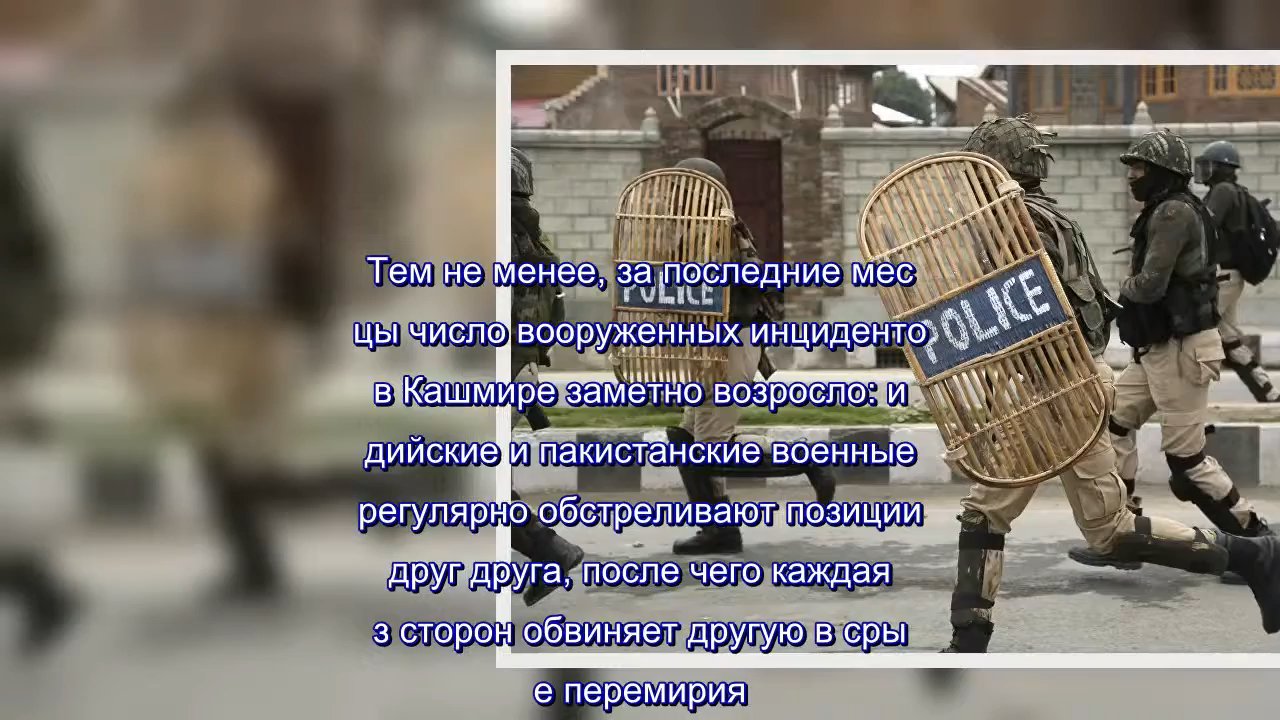 Тем не менее, за последние мес
цы число вооруженных инциденто
в Кашмире заметно возросло: и
дийские и пакистанские военные
регулярно обстреливают позиции
друг друга, после чего каждая
з сторон обвиняет другую в сры
е перемирия
POLICE
POLICE